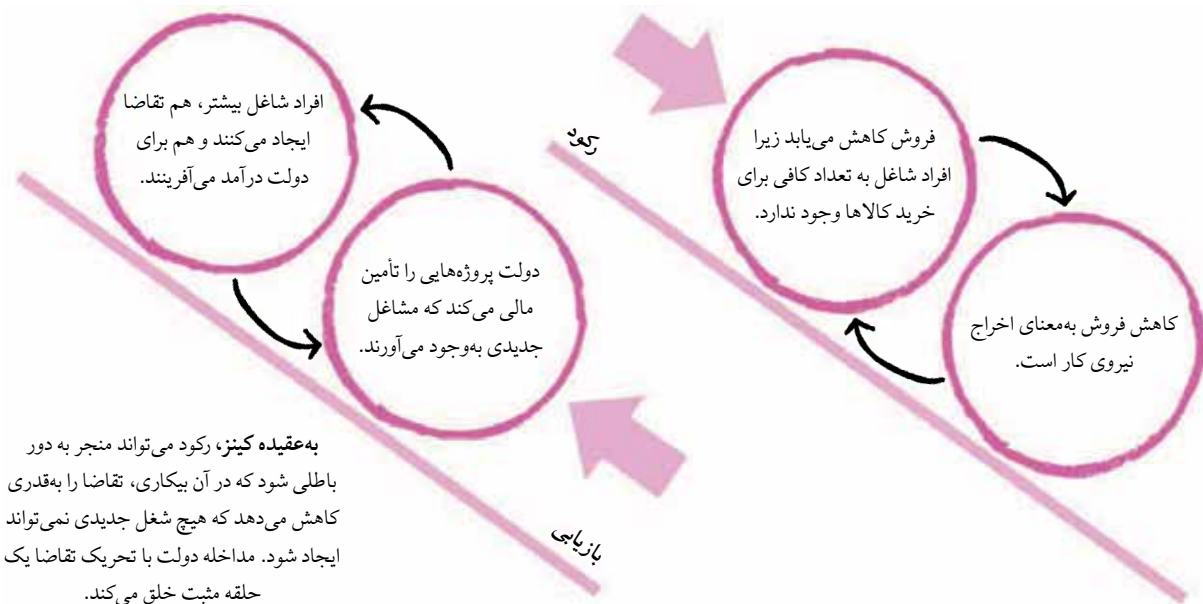 رکود
فروش کاهش می‌یابد زیرا
افراد شاغل به تعداد کافی برای
خرید کالاها وجود ندارد.
کاهش فروش به‌معنای اخراج
نیروی کار است.
افراد شاغل بیشتر، هم تقاضا
ایجاد می‌کنند و هم برای
دولت درآمد می‌آفرینند.
دولت پروژه‌هایی را تأمین
مالی می‌کند که مشاغل
جدیدی به‌وجود می‌آورند.
بازیابی
به‌عقیده کینز، رکود می‌تواند منجر به دور
باطلی شود که در آن بیکاری، تقاضا را به‌قدری
کاهش می‌دهد که هیچ شغل جدیدی نمی‌تواند
ایجاد شود. مداخله دولت با تحریک تقاضا یک
حلقه مثبت خلق می‌کند.